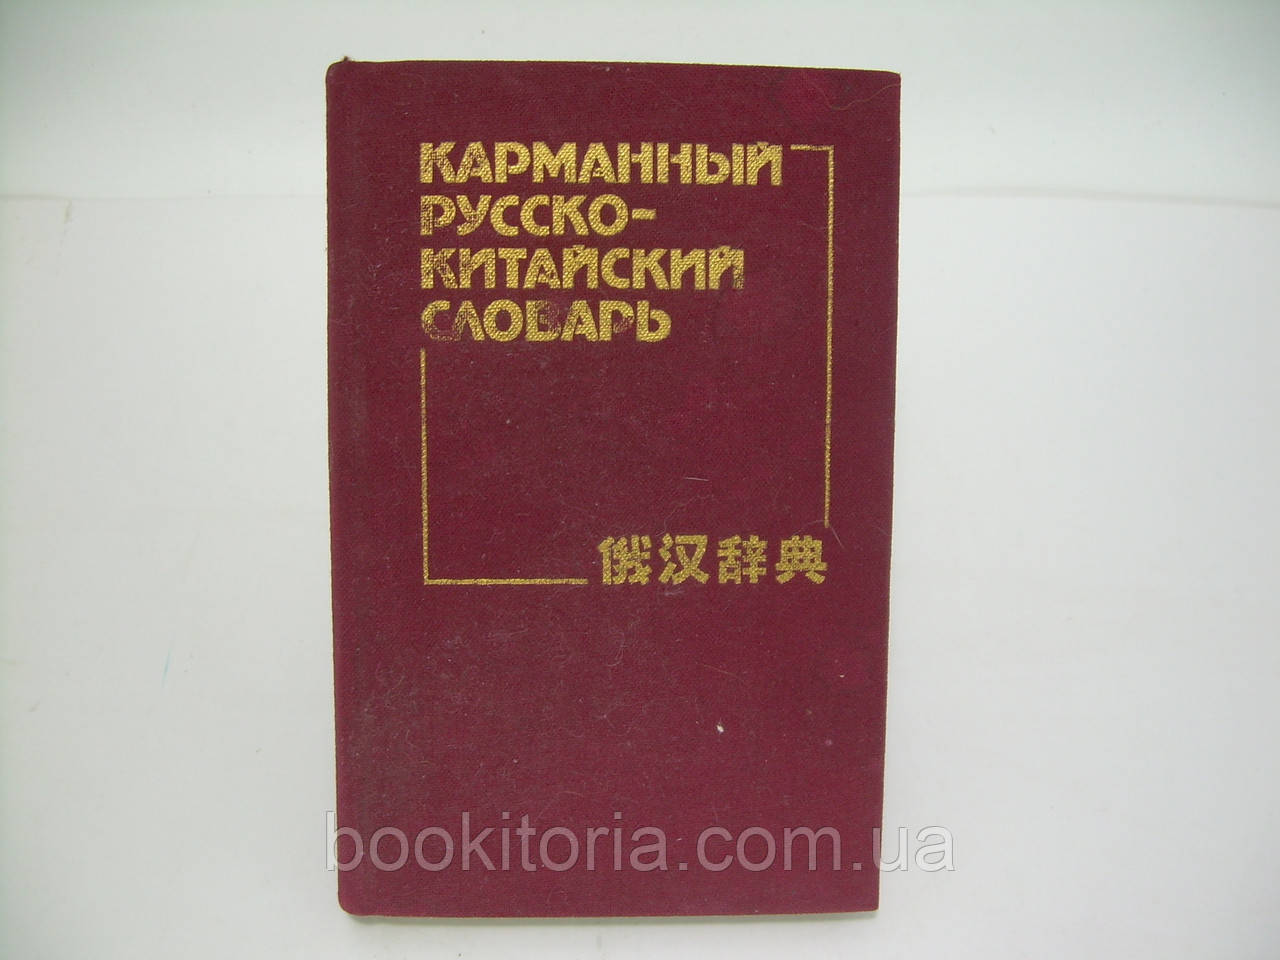 КАРМАННЫЙ
РУССКО-
КИТАЙСКИЙ
СЛОВАРЬ
俄汉辞典
bookitoria.com.ua